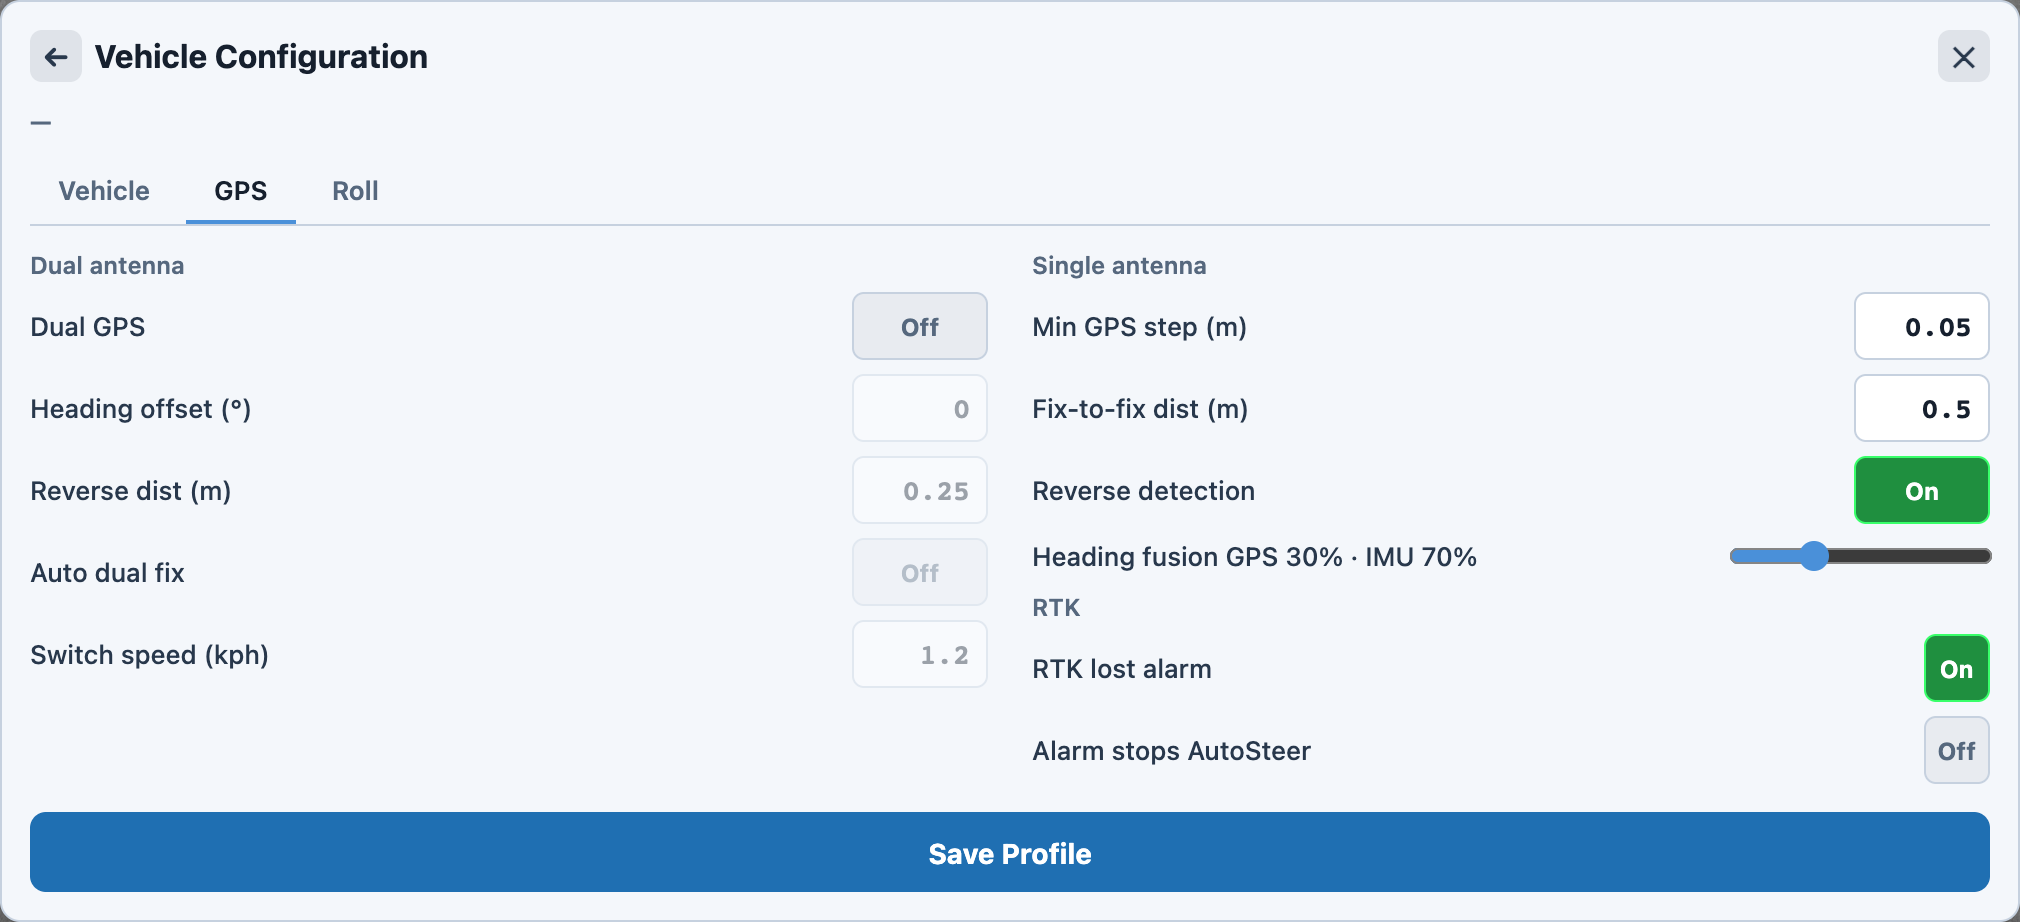 Vehicle Configuration
–
Vehicle GPS Roll
Dual antenna
Dual GPS Off
Heading offset (°) 0
Reverse dist (m) 0.25
Auto dual fix Off
Switch speed (kph) 1.2
Single antenna
Min GPS step (m) 0.05
Fix-to-fix dist (m) 0.5
Reverse detection On
Heading fusion GPS 30% · IMU 70%
RTK
RTK lost alarm On
Alarm stops AutoSteer Off
Save Profile